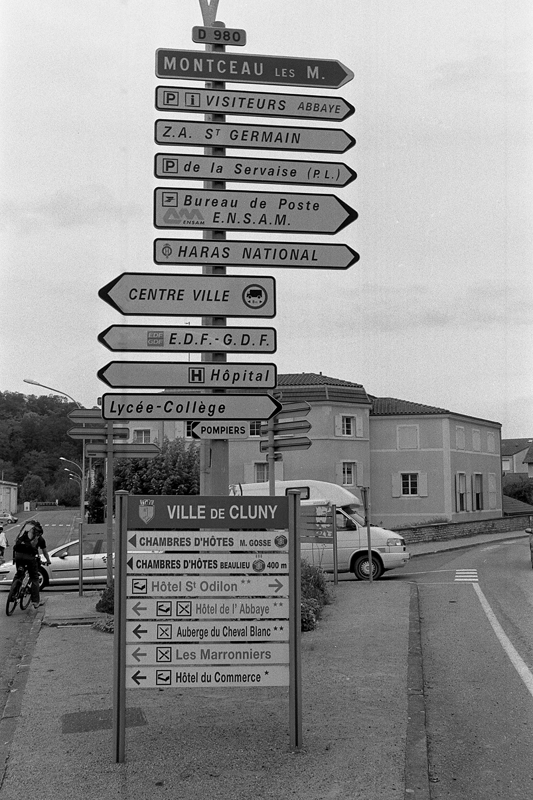 D 980
MONTCEAU LES M.
P i VISITEURS ABBAYE
Z.A. ST GERMAIN
P de la Servaise (P.L.)
Bureau de Poste
ENSAM E.N.S.A.M.
HARAS NATIONAL
CENTRE VILLE
EDF GDF E.D.F.-G.D.F.
H Hôpital
Lycée-Collège
POMPIERS
VILLE DE CLUNY
CHAMBRES D'HÔTES M. GOSSE
CHAMBRES D'HÔTES BEAULIEU 400 m
Hôtel St Odilon **
Hôtel de l'Abbaye **
Auberge du Cheval Blanc **
Les Marronniers
Hôtel du Commerce *